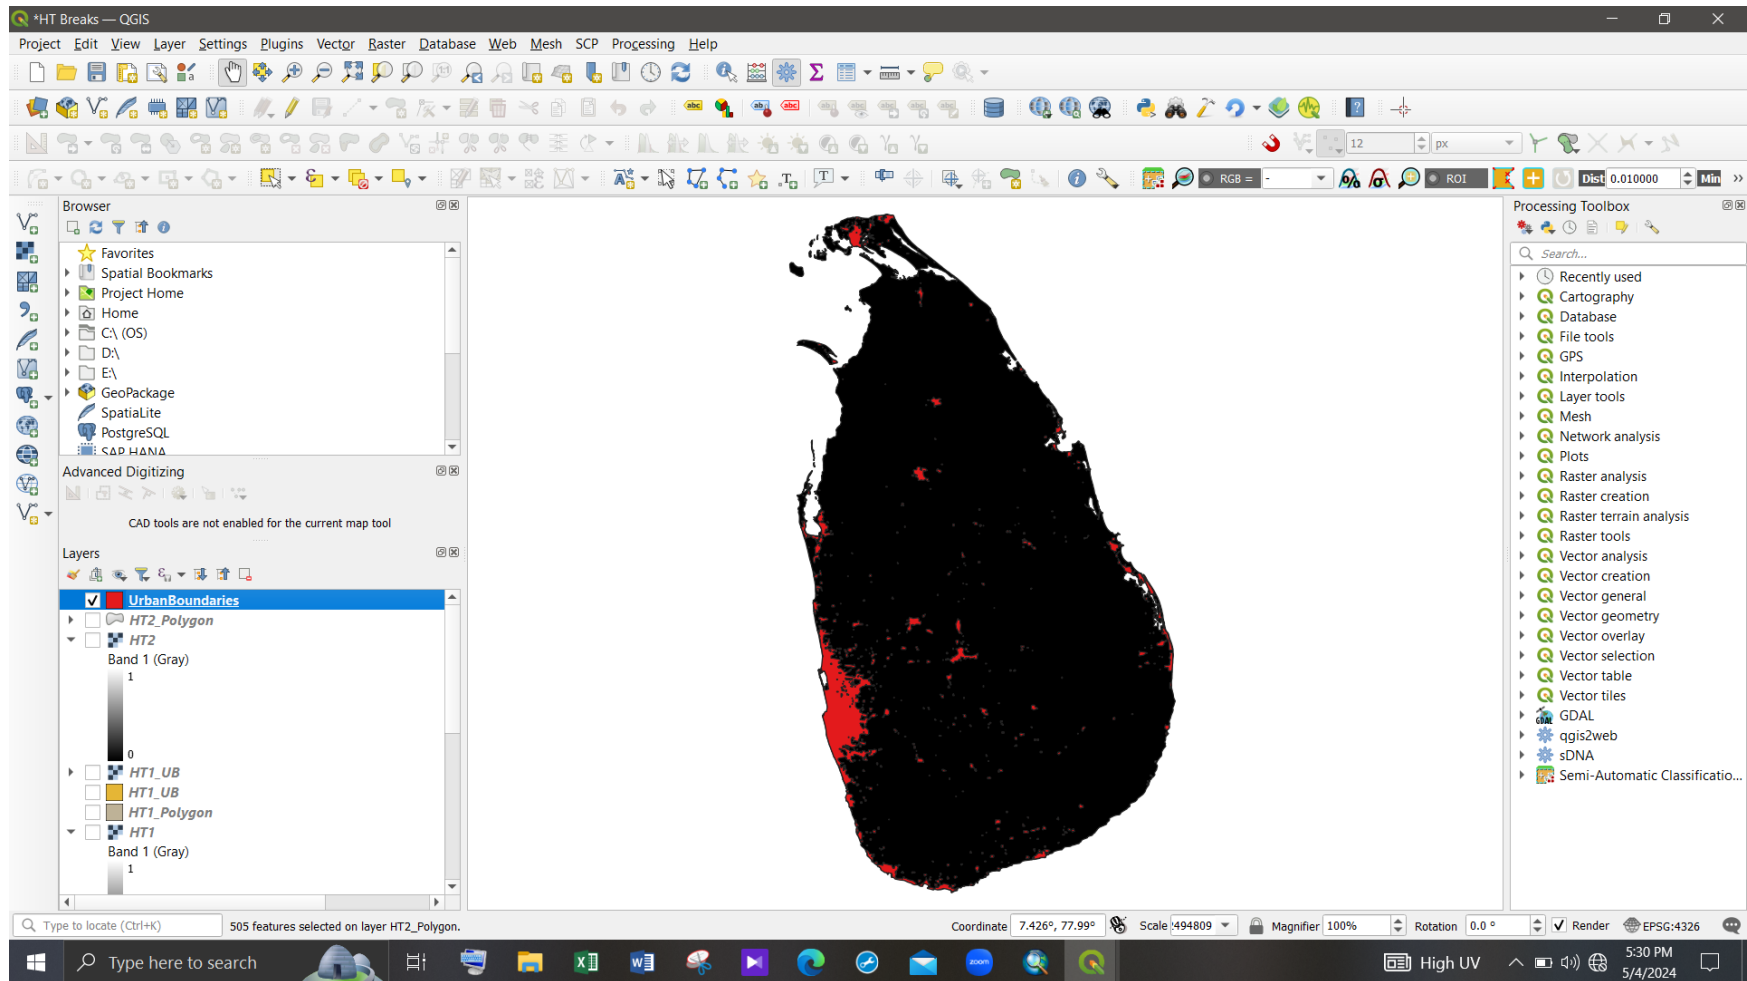 *HT Breaks — QGIS
Project Edit View Layer Settings Plugins Vector Raster Database Web Mesh SCP Processing Help
12 px
RGB = - ROI Dist 0.010000 Min
Browser
Favorites
Spatial Bookmarks
Project Home
Home
C:\ (OS)
D:\
E:\
GeoPackage
SpatiaLite
PostgreSQL
SAP HANA
Advanced Digitizing
CAD tools are not enabled for the current map tool
Layers
UrbanBoundaries
HT2_Polygon
HT2
Band 1 (Gray)
1
0
HT1_UB
HT1_UB
HT1_Polygon
HT1
Band 1 (Gray)
1
Processing Toolbox
Search...
Recently used
Cartography
Database
File tools
GPS
Interpolation
Layer tools
Mesh
Network analysis
Plots
Raster analysis
Raster creation
Raster terrain analysis
Raster tools
Vector analysis
Vector creation
Vector general
Vector geometry
Vector overlay
Vector selection
Vector table
Vector tiles
GDAL
qgis2web
sDNA
Semi-Automatic Classificatio...
Type to locate (Ctrl+K) 505 features selected on layer HT2_Polygon. Coordinate 7.426°, 77.99° Scale :494809 Magnifier 100% Rotation 0.0 ° Render EPSG:4326
Type here to search High UV 5:30 PM
5/4/2024